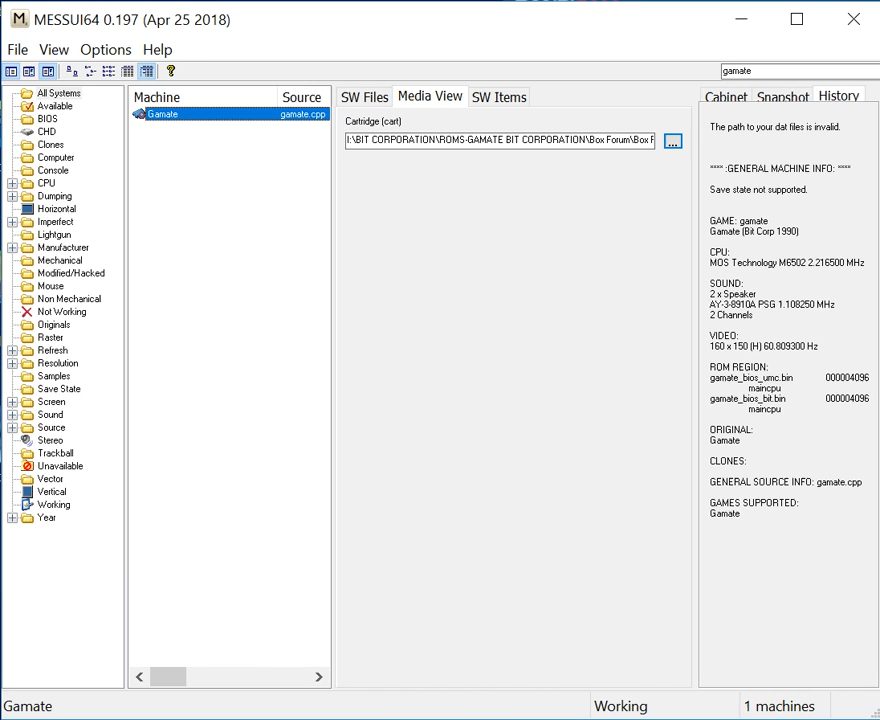 MESSUI64 0.197 (Apr 25 2018)
File View Options Help
gamate
All Systems
Available
BIOS
CHD
Clones
Computer
Console
CPU
Dumping
Horizontal
Imperfect
Lightgun
Manufacturer
Mechanical
Modified/Hacked
Mouse
Non Mechanical
Not Working
Originals
Raster
Refresh
Resolution
Samples
Save State
Screen
Sound
Source
Stereo
Trackball
Unavailable
Vector
Vertical
Working
Year
Machine Source
Gamate gamate.cpp
SW Files Media View SW Items
Cartridge (cart)
I:\BIT CORPORATION\ROMS-GAMATE BIT CORPORATION\Box Forum\Box F
...
Cabinet Snapshot History
The path to your dat files is invalid.
**** :GENERAL MACHINE INFO: ****
Save state not supported.
GAME: gamate
Gamate (Bit Corp 1990)
CPU:
MOS Technology M6502 2.216500 MHz
SOUND:
2 x Speaker
AY-3-8910A PSG 1.108250 MHz
2 Channels
VIDEO:
160 x 150 (H) 60.809300 Hz
ROM REGION:
gamate_bios_umc.bin 000004096
maincpu
gamate_bios_bit.bin 000004096
maincpu
ORIGINAL:
Gamate
CLONES:
GENERAL SOURCE INFO: gamate.cpp
GAMES SUPPORTED:
Gamate
Gamate
Working
1 machines